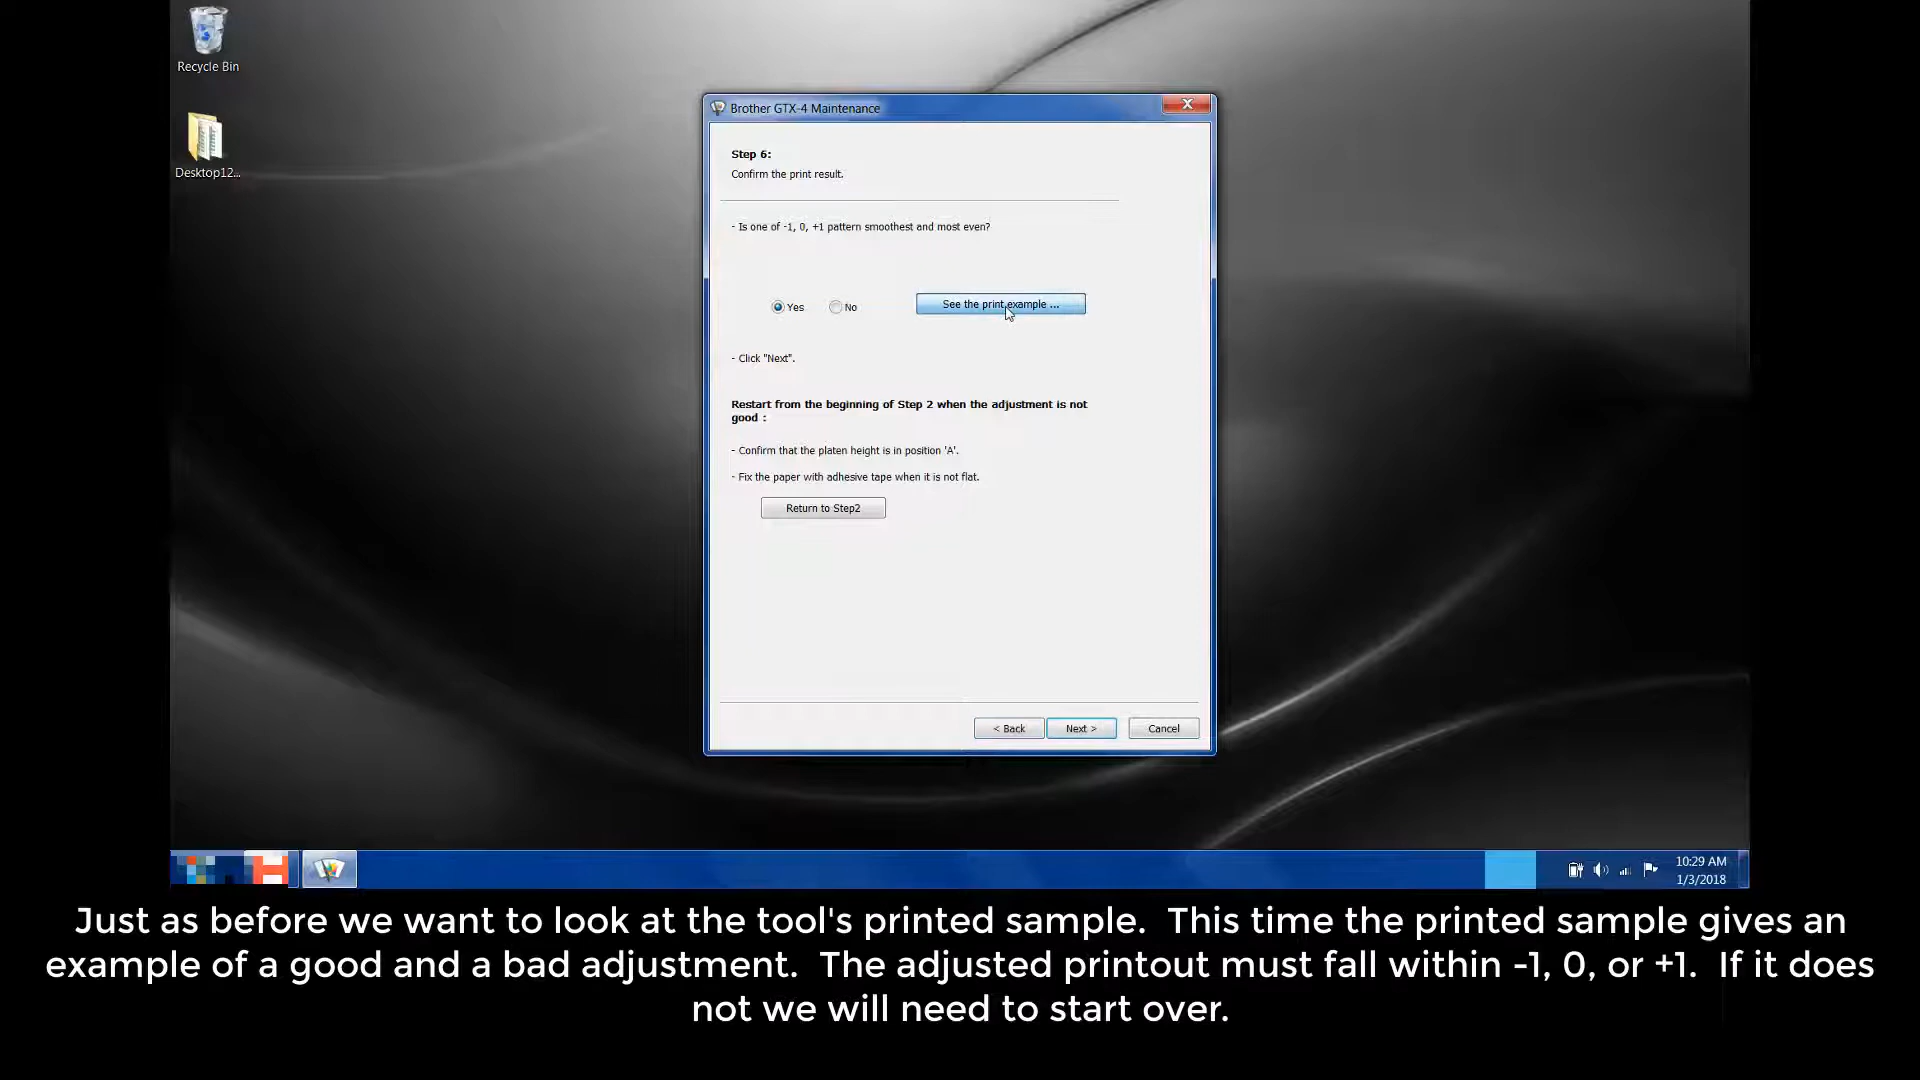 Recycle Bin
Desktop12...
Brother GTX-4 Maintenance
Step 6:
Confirm the print result.
- Is one of -1, 0, +1 pattern smoothest and most even?
Yes
No
See the print example ...
- Click "Next".
Restart from the beginning of Step 2 when the adjustment is not
good :
- Confirm that the platen height is in position 'A'.
- Fix the paper with adhesive tape when it is not flat.
Return to Step2
< Back
Next >
Cancel
10:29 AM
1/3/2018
Just as before we want to look at the tool's printed sample.  This time the printed sample gives an
example of a good and a bad adjustment.  The adjusted printout must fall within -1, 0, or +1.  If it does
not we will need to start over.